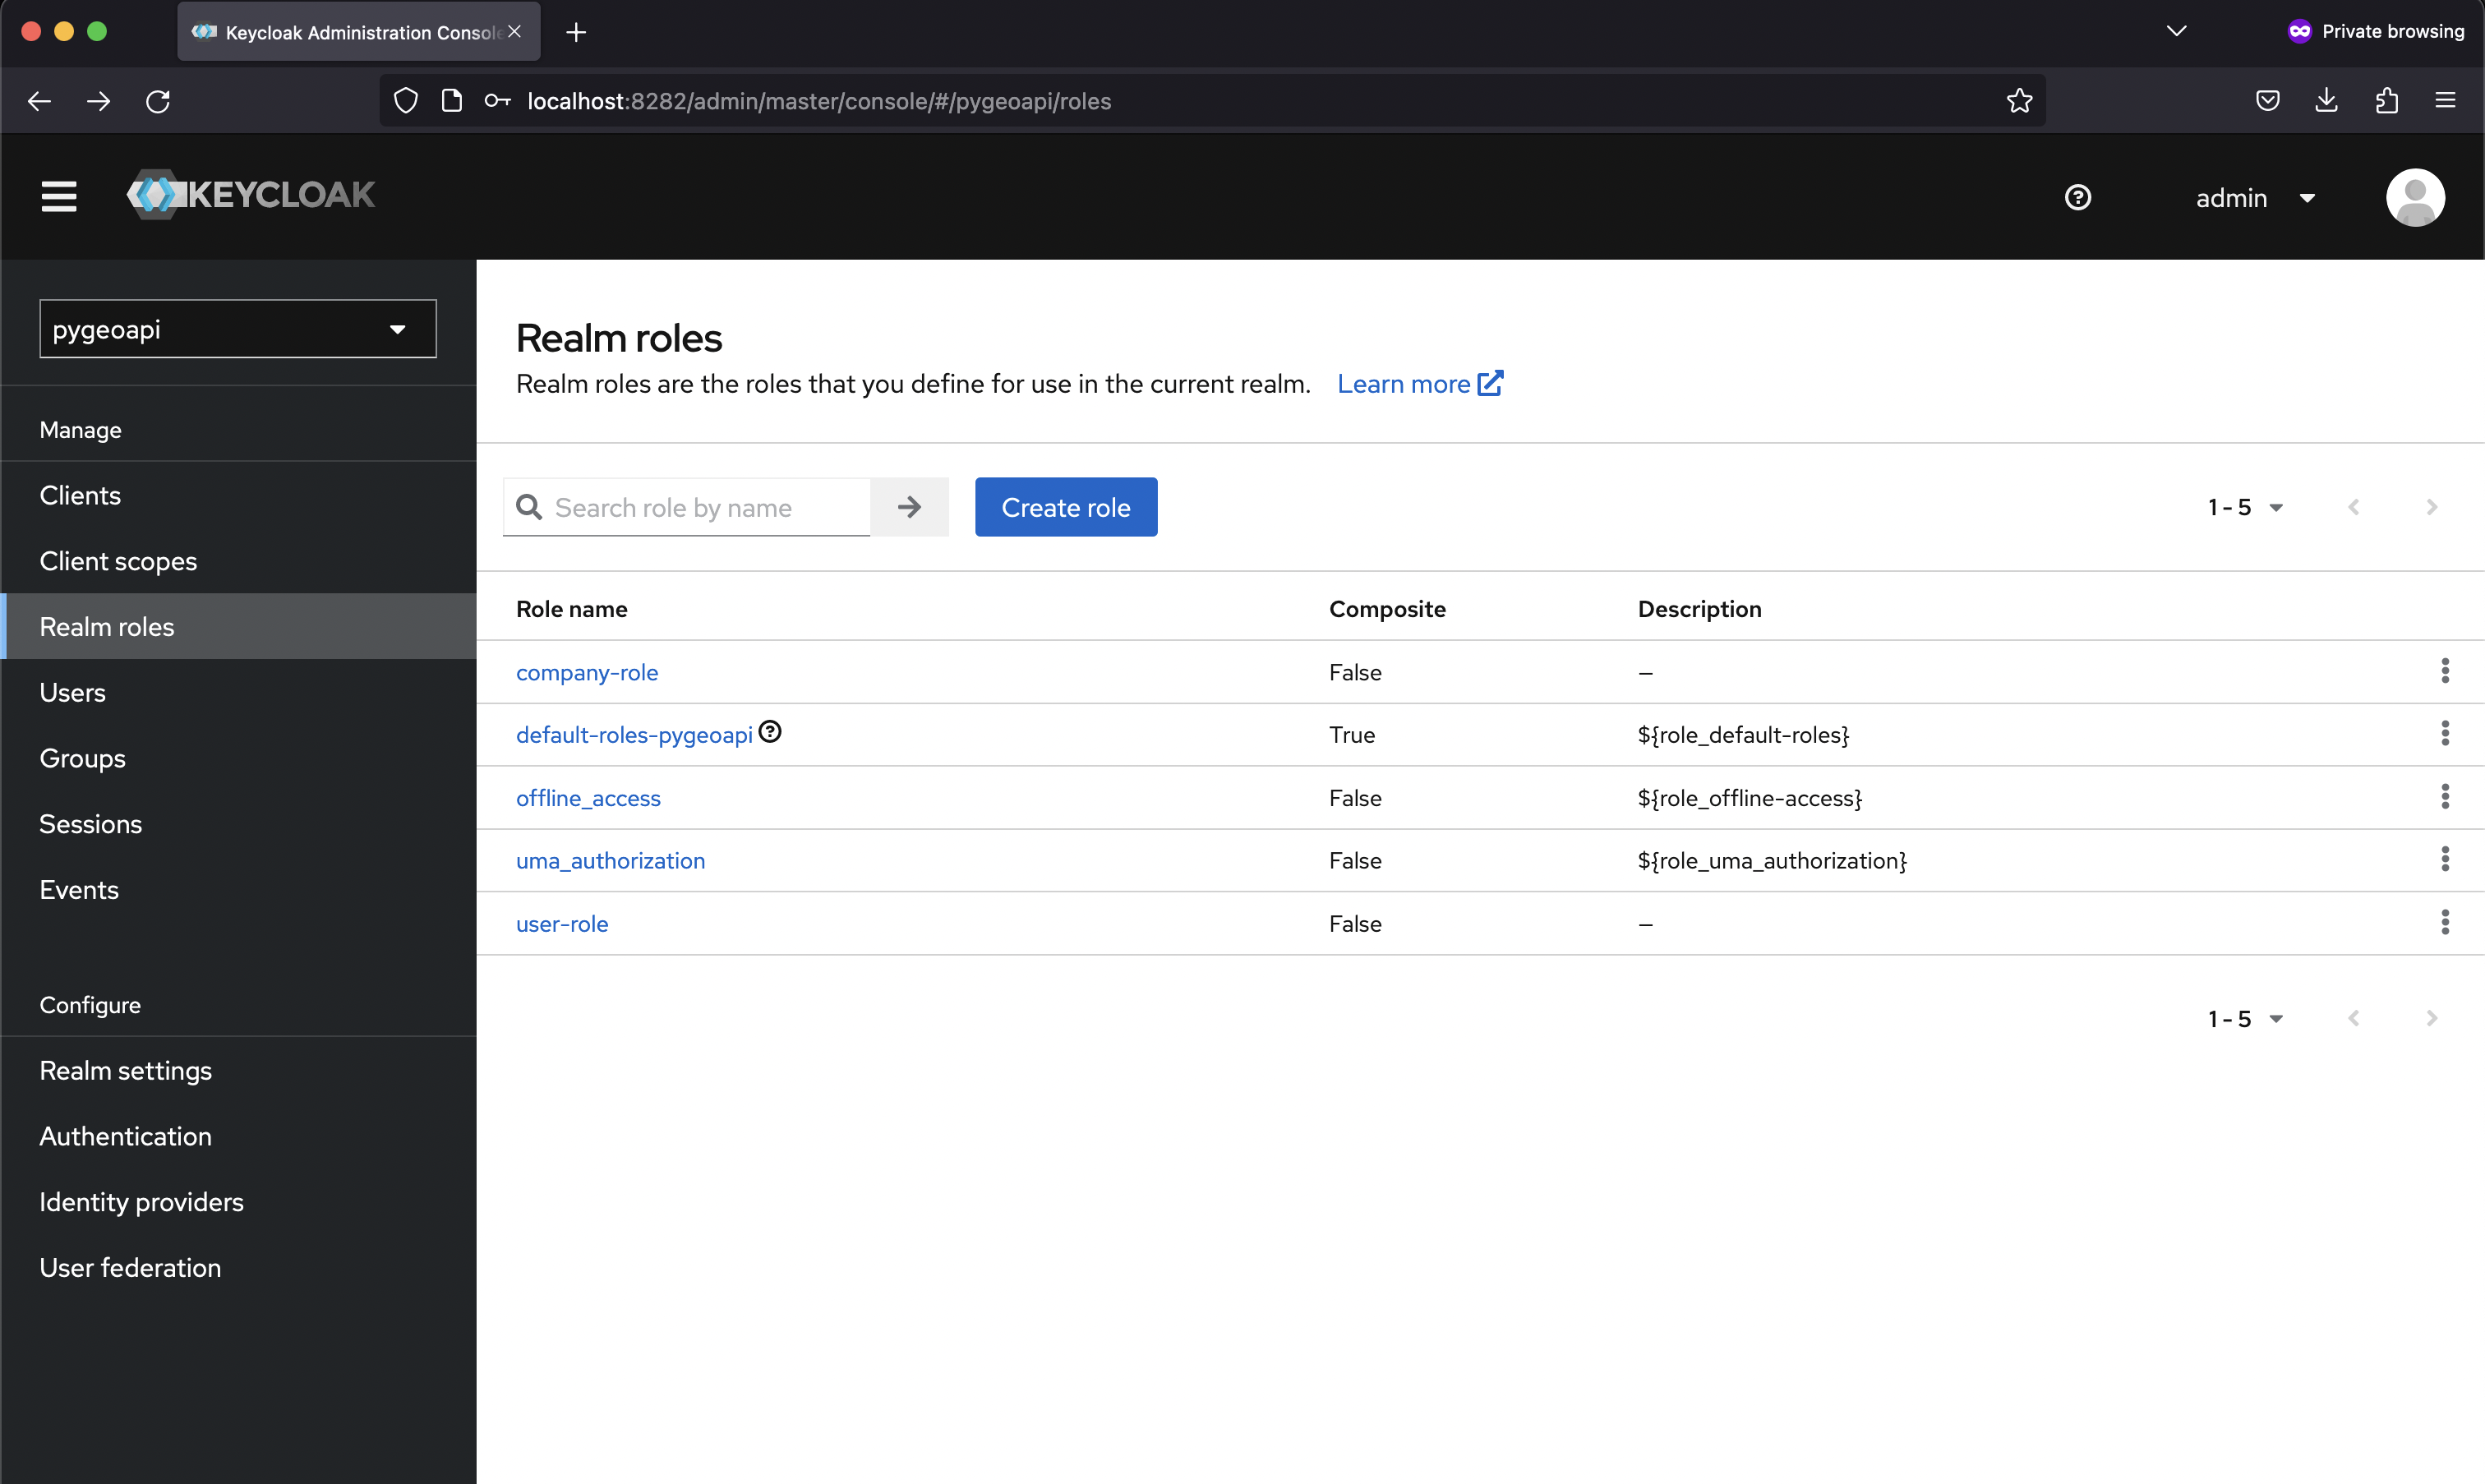 Keycloak Administration Console
Private browsing
localhost:8282/admin/master/console/#/pygeoapi/roles
KEYCLOAK
admin
pygeoapi
Manage
Clients
Client scopes
Realm roles
Users
Groups
Sessions
Events
Configure
Realm settings
Authentication
Identity providers
User federation
Realm roles
Realm roles are the roles that you define for use in the current realm. Learn more
Search role by name
Create role
1 - 5
Role name Composite Description
company-role False –
default-roles-pygeoapi True ${role_default-roles}
offline_access False ${role_offline-access}
uma_authorization False ${role_uma_authorization}
user-role False –
1 - 5